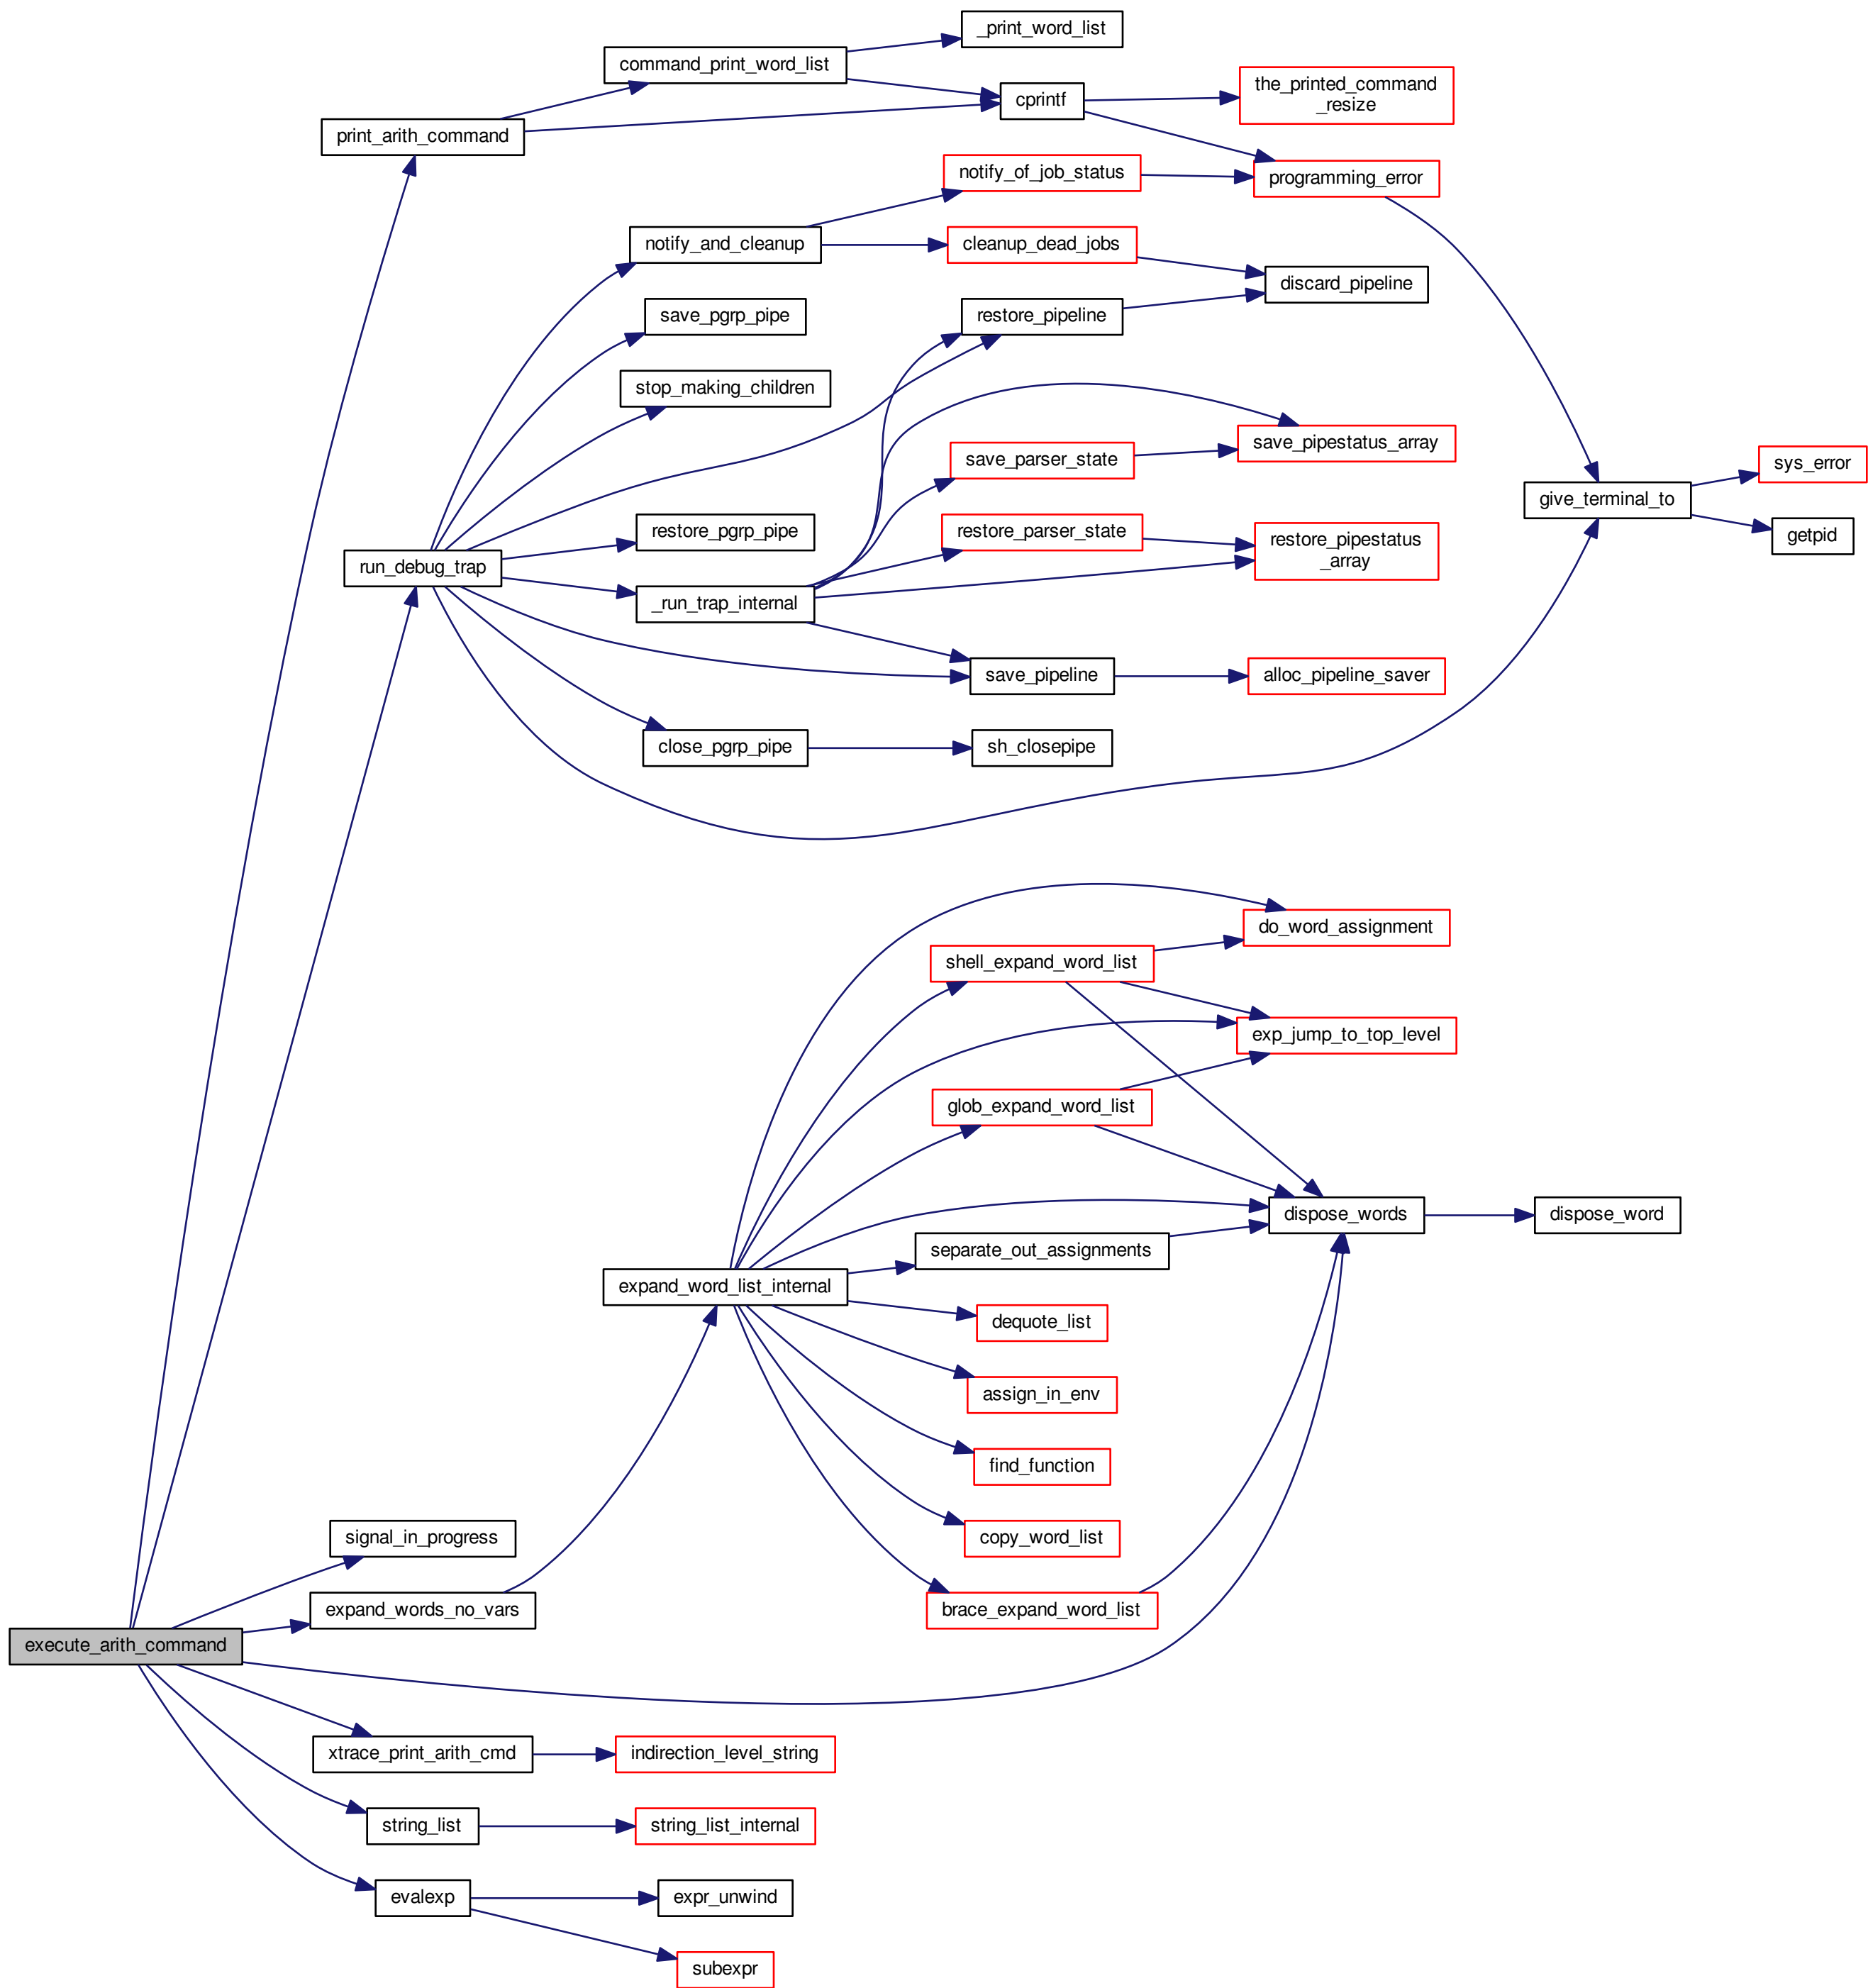 _print_word_list
command_print_word_list
the_printed_command
_resize
cprintf
print_arith_command
notify_of_job_status
programming_error
notify_and_cleanup
cleanup_dead_jobs
discard_pipeline
save_pgrp_pipe
restore_pipeline
stop_making_children
save_pipestatus_array
save_parser_state
sys_error
give_terminal_to
restore_pgrp_pipe
restore_parser_state
restore_pipestatus
_array
getpid
run_debug_trap
_run_trap_internal
save_pipeline
alloc_pipeline_saver
close_pgrp_pipe
sh_closepipe
do_word_assignment
shell_expand_word_list
exp_jump_to_top_level
glob_expand_word_list
dispose_words
dispose_word
separate_out_assignments
expand_word_list_internal
dequote_list
assign_in_env
find_function
signal_in_progress
copy_word_list
expand_words_no_vars
brace_expand_word_list
execute_arith_command
xtrace_print_arith_cmd
indirection_level_string
string_list
string_list_internal
evalexp
expr_unwind
subexpr